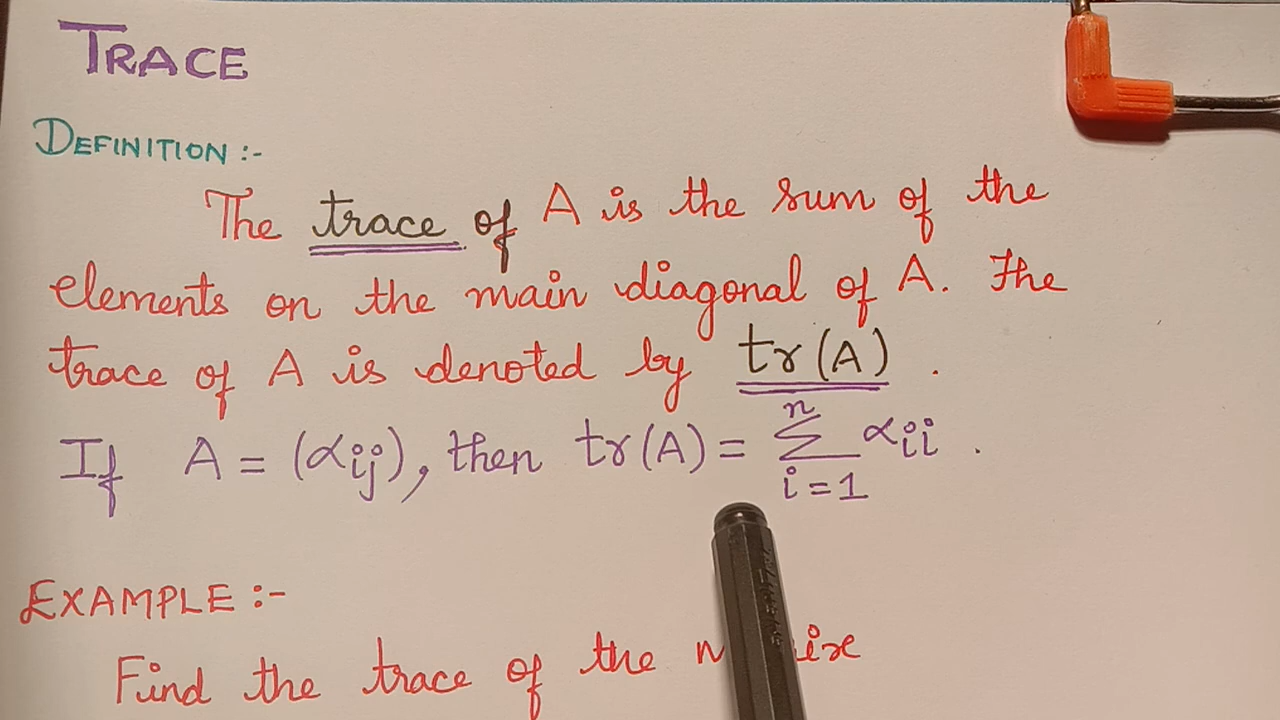 TRACE
DEFINITION :-
The trace of A is the sum of the
elements on the main diagonal of A. The
trace of A is denoted by tr(A) .
If A = (αij), then tr(A) = ∑ⁿᵢ₌₁ αii .
EXAMPLE :-
Find the trace of the